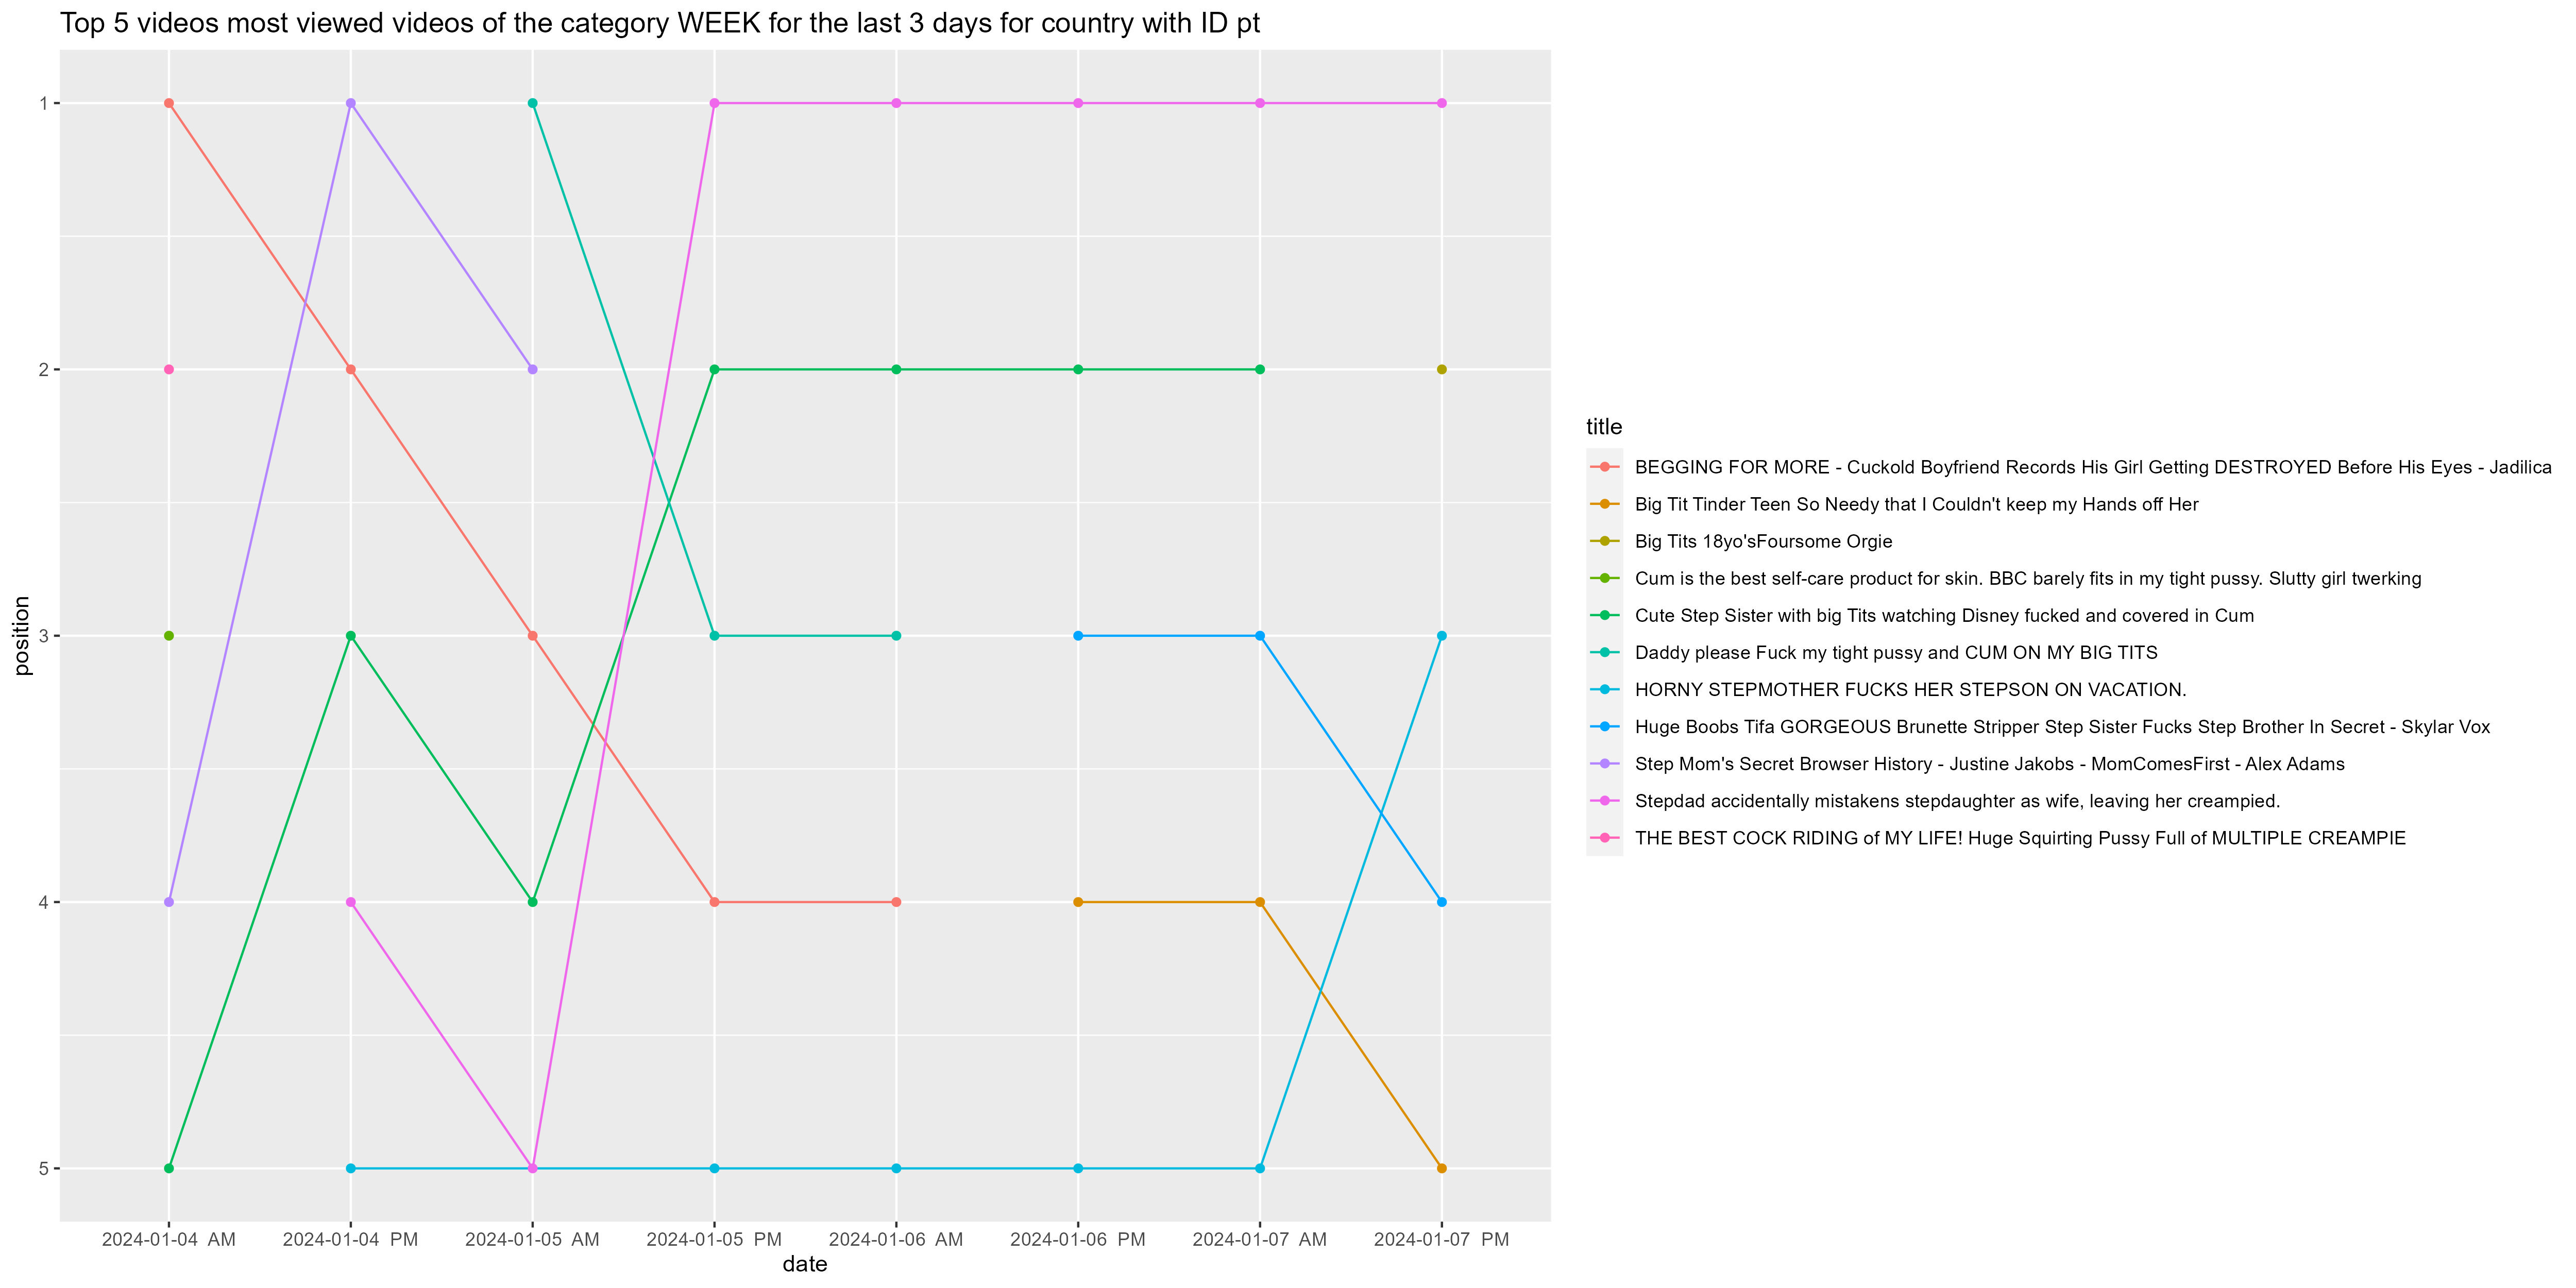 Top 5 videos most viewed videos of the category WEEK for the last 3 days for country with ID pt
position
1
2
3
4
5
2024-01-04 AM
2024-01-04 PM
2024-01-05 AM
2024-01-05 PM
2024-01-06 AM
2024-01-06 PM
2024-01-07 AM
2024-01-07 PM
date
title
BEGGING FOR MORE - Cuckold Boyfriend Records His Girl Getting DESTROYED Before His Eyes - Jadilica
Big Tit Tinder Teen So Needy that I Couldn't keep my Hands off Her
Big Tits 18yo'sFoursome Orgie
Cum is the best self-care product for skin. BBC barely fits in my tight pussy. Slutty girl twerking
Cute Step Sister with big Tits watching Disney fucked and covered in Cum
Daddy please Fuck my tight pussy and CUM ON MY BIG TITS
HORNY STEPMOTHER FUCKS HER STEPSON ON VACATION.
Huge Boobs Tifa GORGEOUS Brunette Stripper Step Sister Fucks Step Brother In Secret - Skylar Vox
Step Mom's Secret Browser History - Justine Jakobs - MomComesFirst - Alex Adams
Stepdad accidentally mistakens stepdaughter as wife, leaving her creampied.
THE BEST COCK RIDING of MY LIFE! Huge Squirting Pussy Full of MULTIPLE CREAMPIE